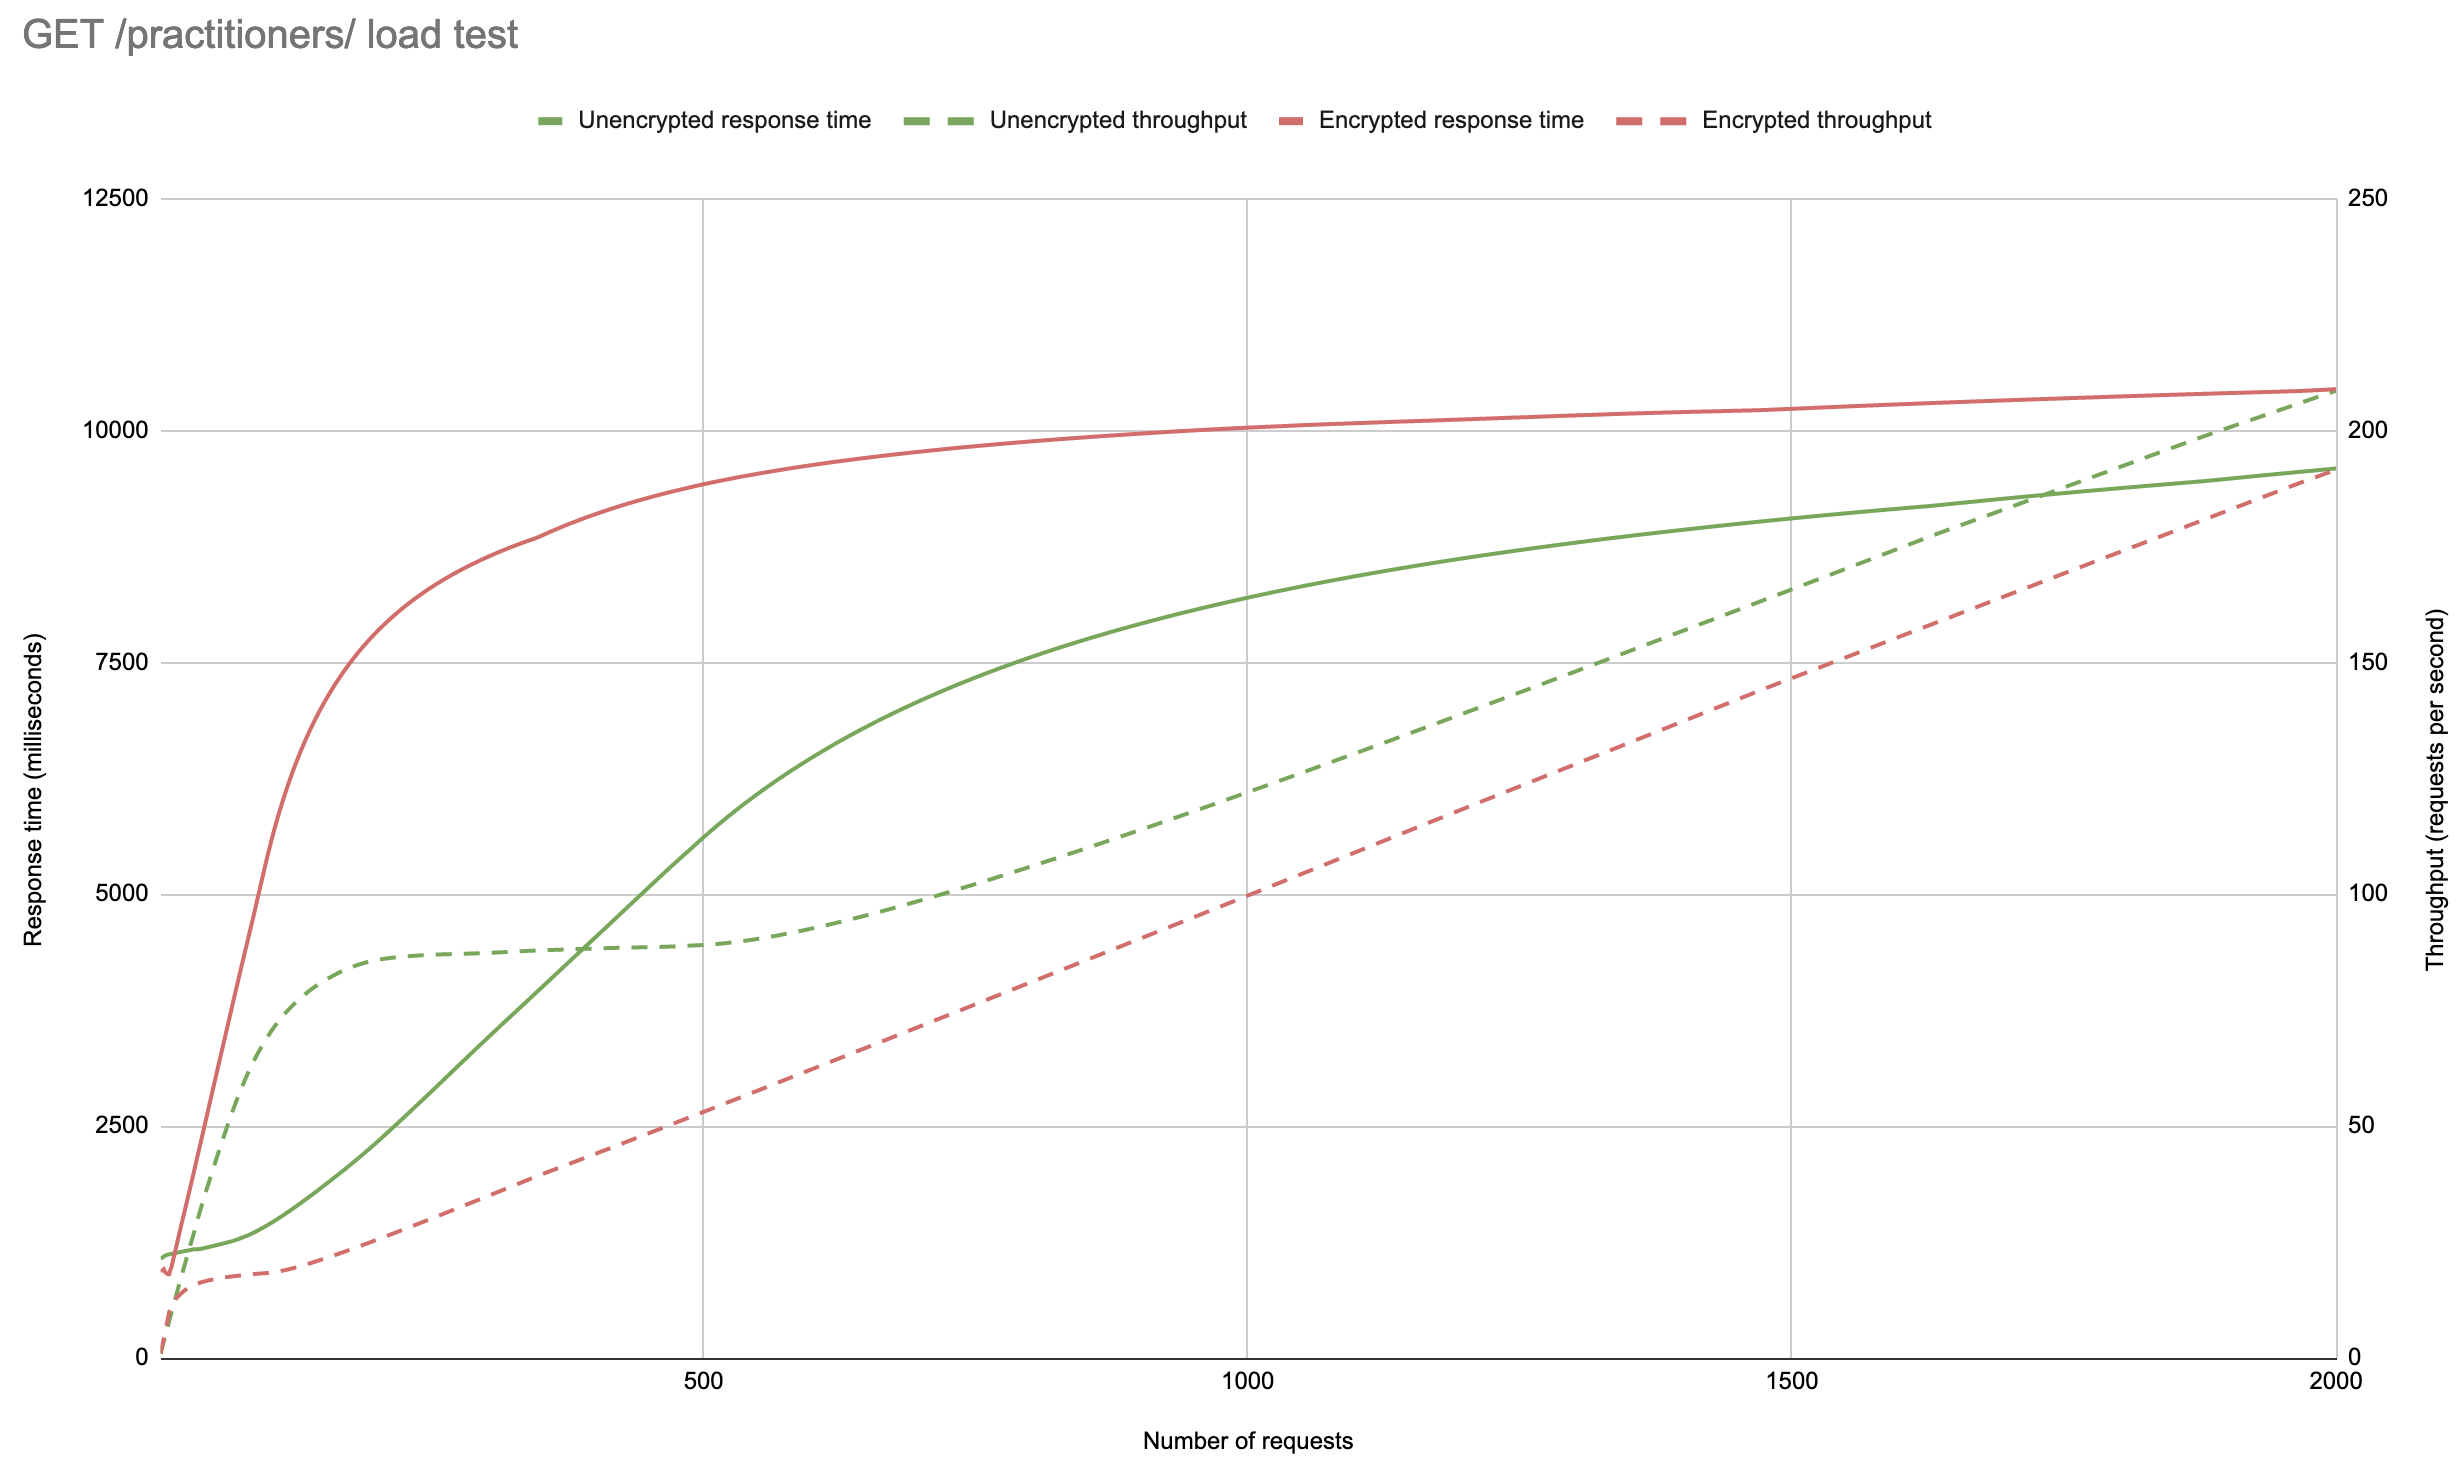 GET /practitioners/ load test
Unencrypted response time
Unencrypted throughput
Encrypted response time
Encrypted throughput
12500
10000
7500
5000
2500
0
Response time (milliseconds)
250
200
150
100
50
0
Throughput (requests per second)
500
1000
1500
2000
Number of requests